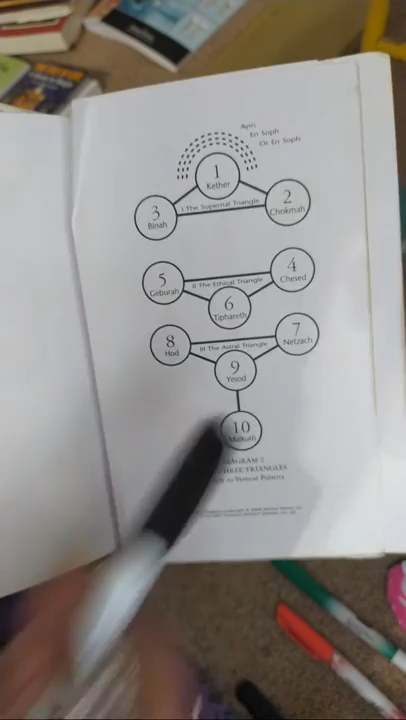 Ayin
En Soph
Or En Soph
1
Kether
3
Binah
I The Supernal Triangle
2
Chokmah
5
Geburah
II The Ethical Triangle
4
Chesed
6
Tiphareth
8
Hod
III The Astral Triangle
7
Netzach
9
Yesod
10
Malkuth
DIAGRAM 2
THREE TRIANGLES